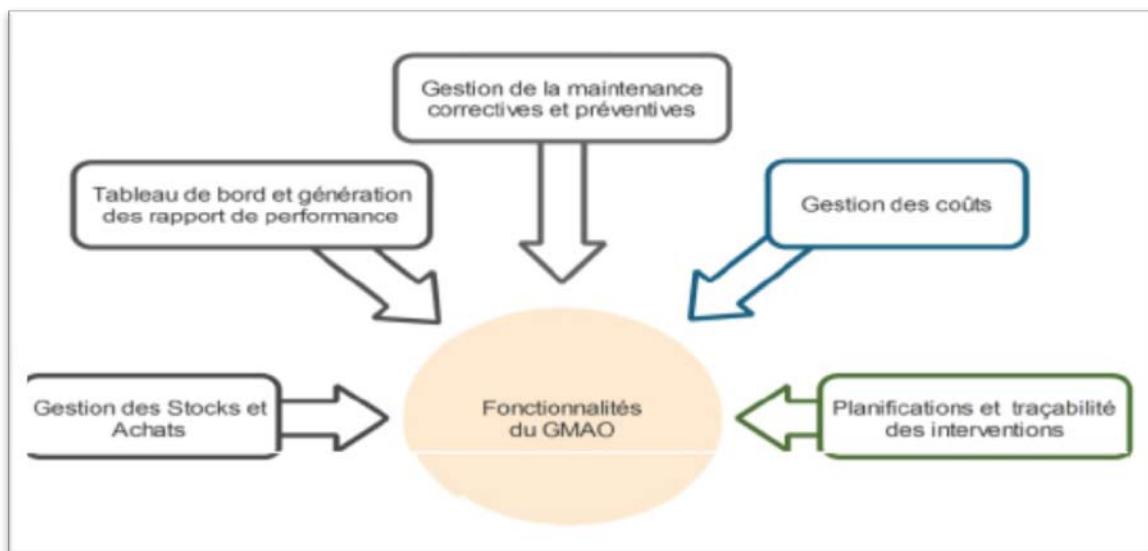 Gestion de la maintenance
correctives et préventives
Tableau de bord et génération
des rapport de performance
Gestion des coûts
Gestion des Stocks et
Achats
Fonctionnalités
du GMAO
Planifications et traçabilité
des interventions